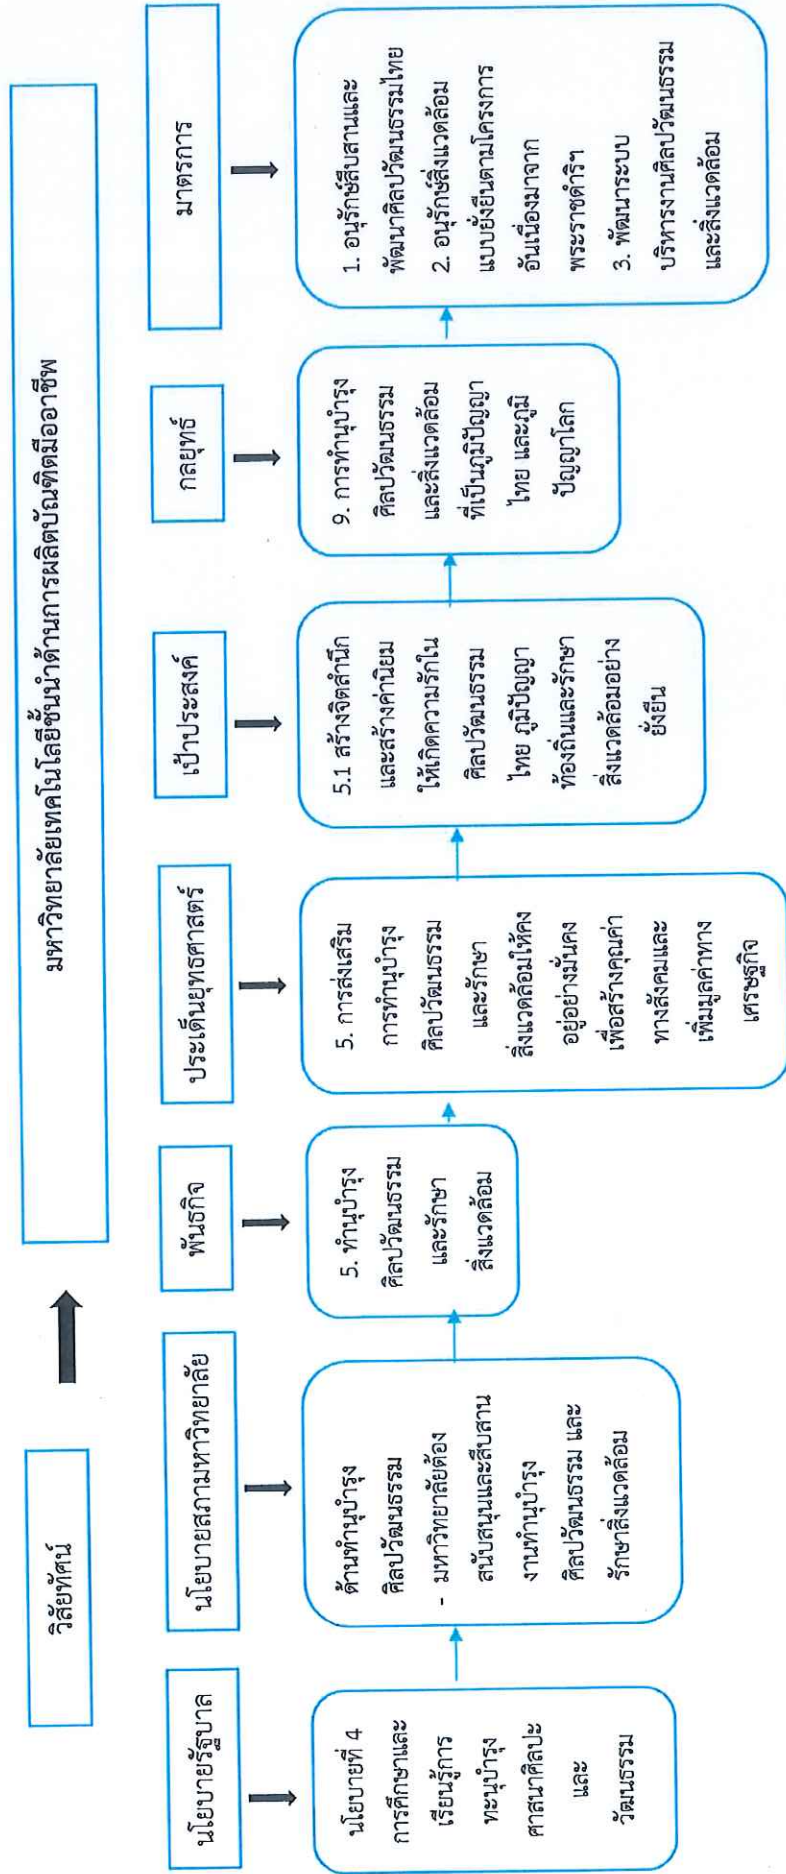 วิสัยทัศน์
มหาวิทยาลัยเทคโนโลยีชั้นนำด้านการผลิตบัณฑิตมืออาชีพ
นโยบายรัฐบาล
นโยบายที่ 4
การศึกษาและ
เรียนรู้การ
ทะนุบำรุง
ศาสนาศิลปะ
และ
วัฒนธรรม
นโยบายสภามหาวิทยาลัย
ด้านทำนุบำรุง
ศิลปวัฒนธรรม
- มหาวิทยาลัยต้อง
สนับสนุนและสืบสาน
งานทำนุบำรุง
ศิลปวัฒนธรรม และ
รักษาสิ่งแวดล้อม
พันธกิจ
5. ทำนุบำรุง
ศิลปวัฒนธรรม
และรักษา
สิ่งแวดล้อม
ประเด็นยุทธศาสตร์
5. การส่งเสริม
การทำนุบำรุง
ศิลปวัฒนธรรม
และรักษา
สิ่งแวดล้อมให้คง
อยู่อย่างมั่นคง
เพื่อสร้างคุณค่า
ทางสังคมและ
เพิ่มมูลค่าทาง
เศรษฐกิจ
เป้าประสงค์
5.1 สร้างจิตสำนึก
และสร้างค่านิยม
ให้เกิดความรักใน
ศิลปวัฒนธรรม
ไทย ภูมิปัญญา
ท้องถิ่นและรักษา
สิ่งแวดล้อมอย่าง
ยั่งยืน
กลยุทธ์
9. การทำนุบำรุง
ศิลปวัฒนธรรม
และสิ่งแวดล้อม
ที่เป็นภูมิปัญญา
ไทย และภูมิ
ปัญญาโลก
มาตรการ
1. อนุรักษ์สืบสานและ
พัฒนาศิลปวัฒนธรรมไทย
2. อนุรักษ์สิ่งแวดล้อม
แบบยั่งยืนตามโครงการ
อันเนื่องมาจาก
พระราชดำริฯ
3. พัฒนาระบบ
บริหารงานศิลปวัฒนธรรม
และสิ่งแวดล้อม